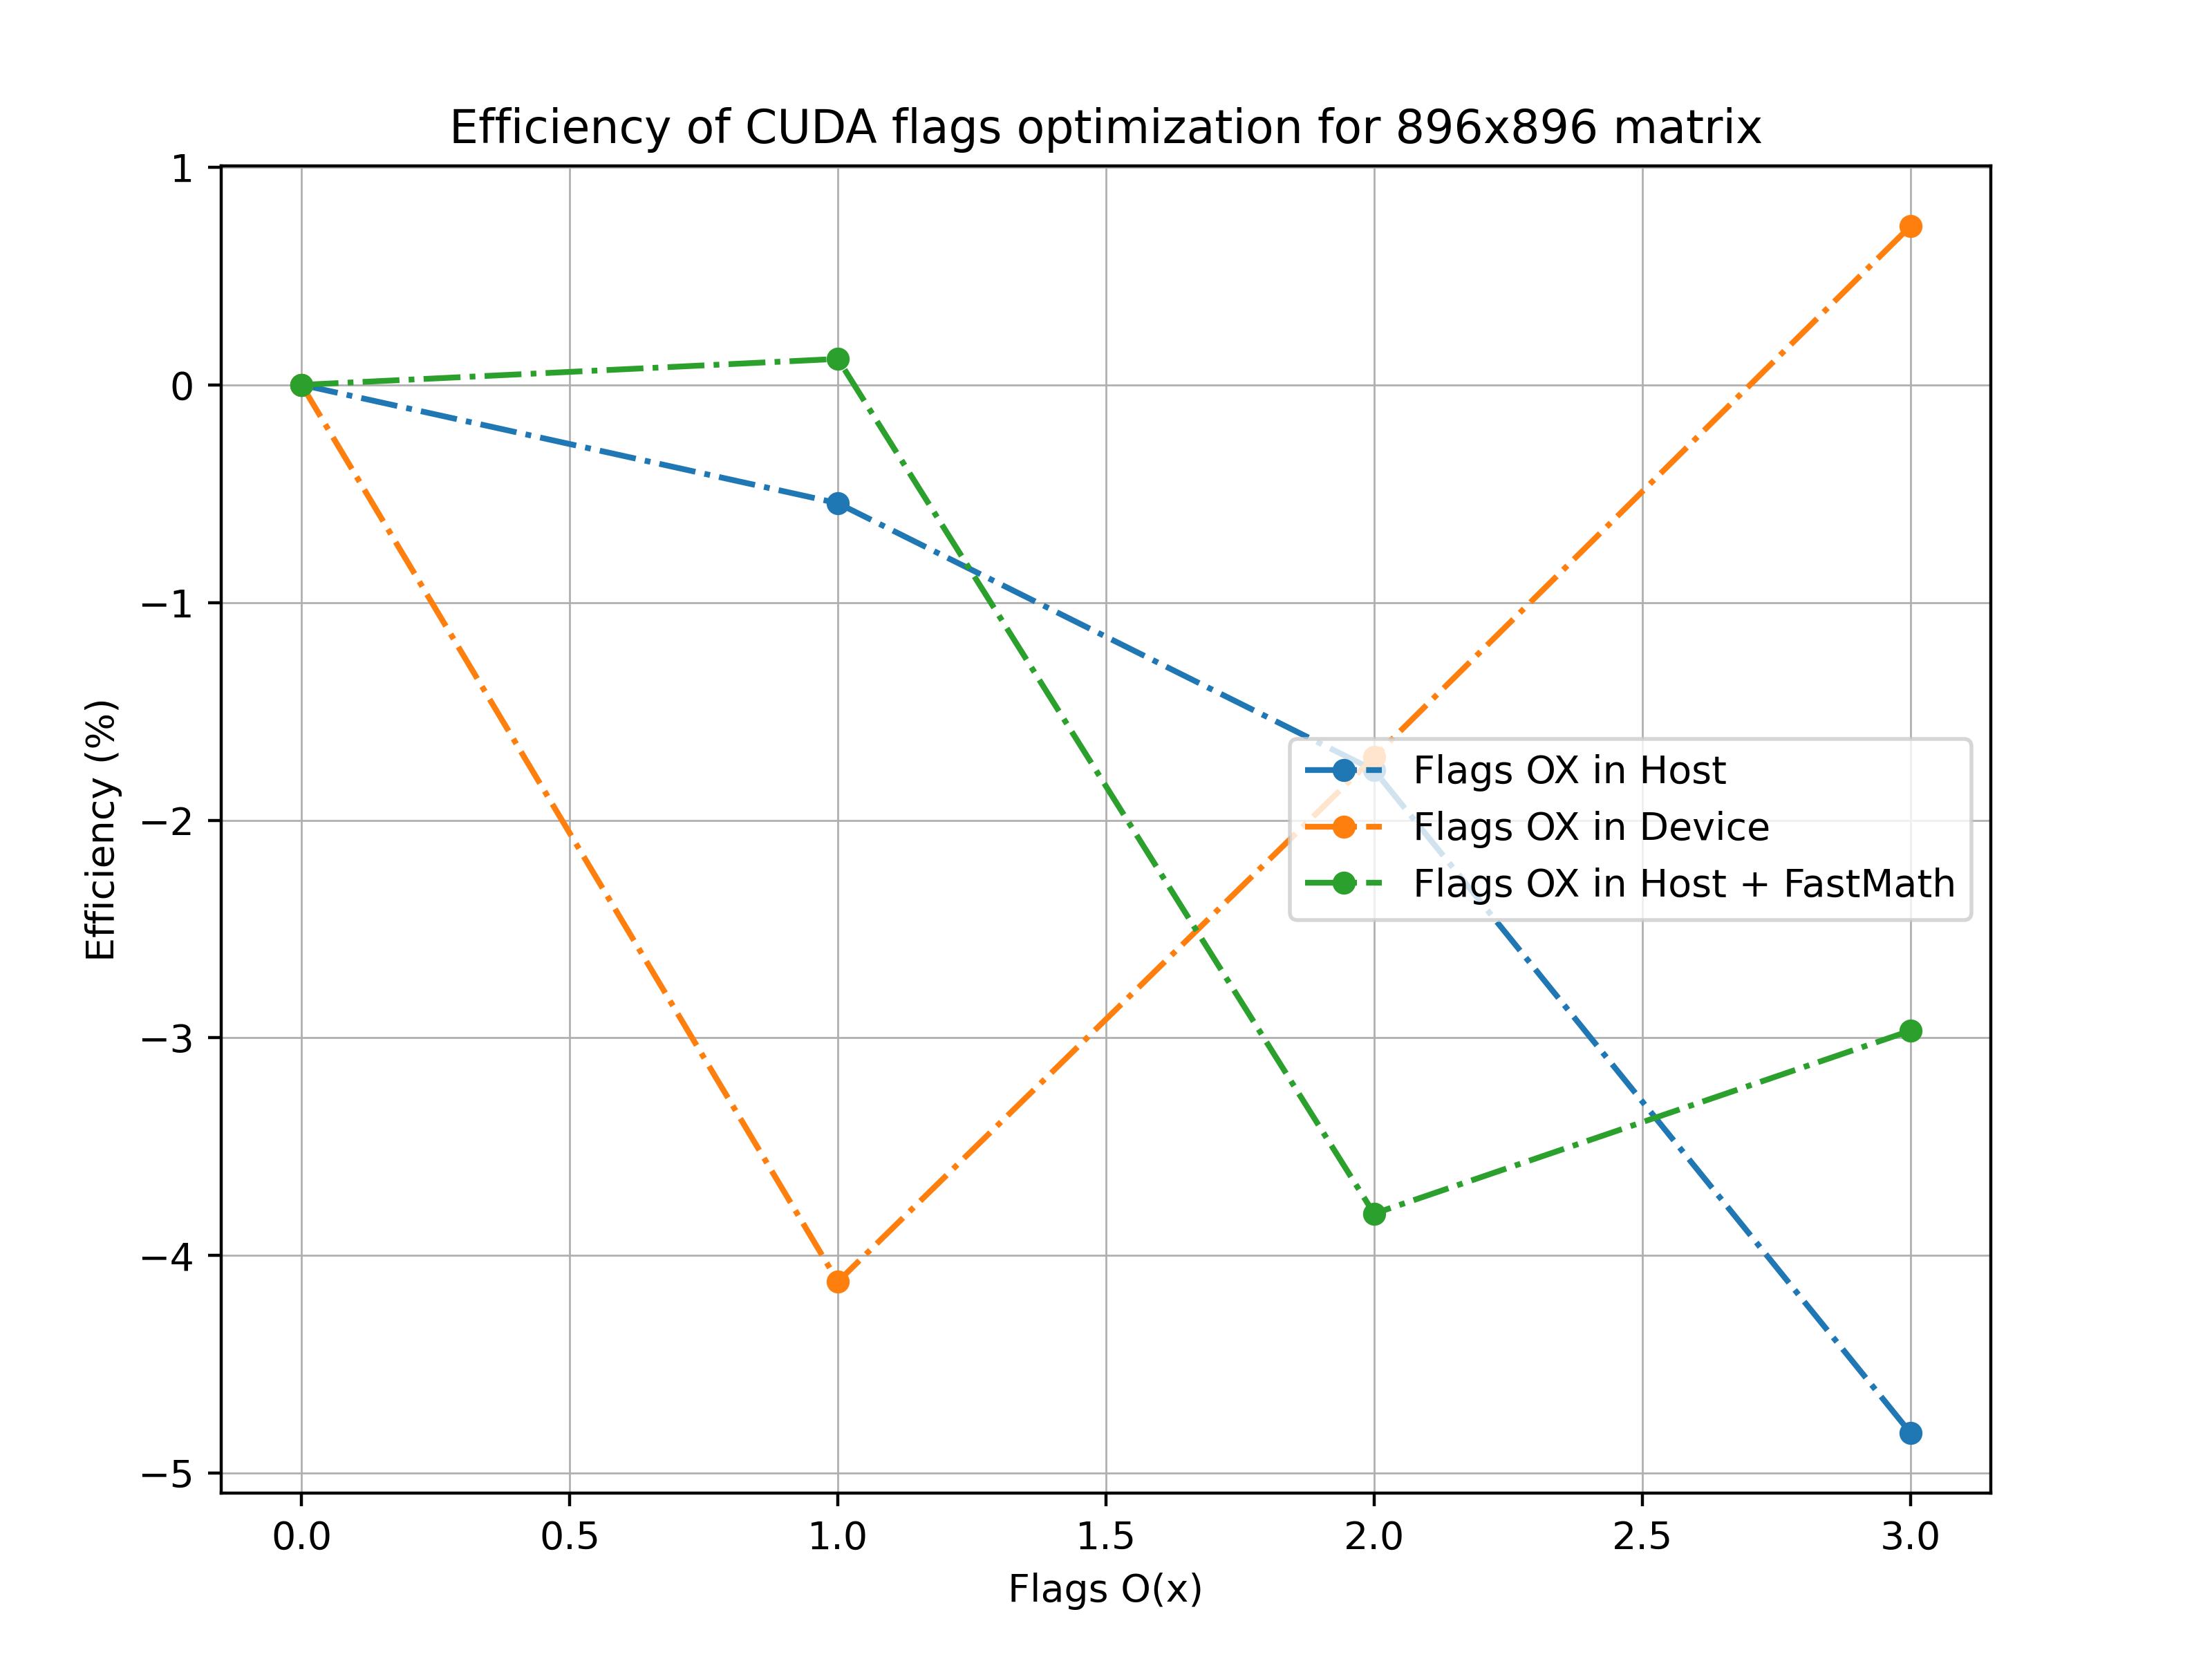 Efficiency of CUDA flags optimization for 896x896 matrix
1
0
−1
−2
−3
−4
−5
Efficiency (%)
Flags OX in Host
Flags OX in Device
Flags OX in Host + FastMath
0.0 0.5 1.0 1.5 2.0 2.5 3.0
Flags O(x)